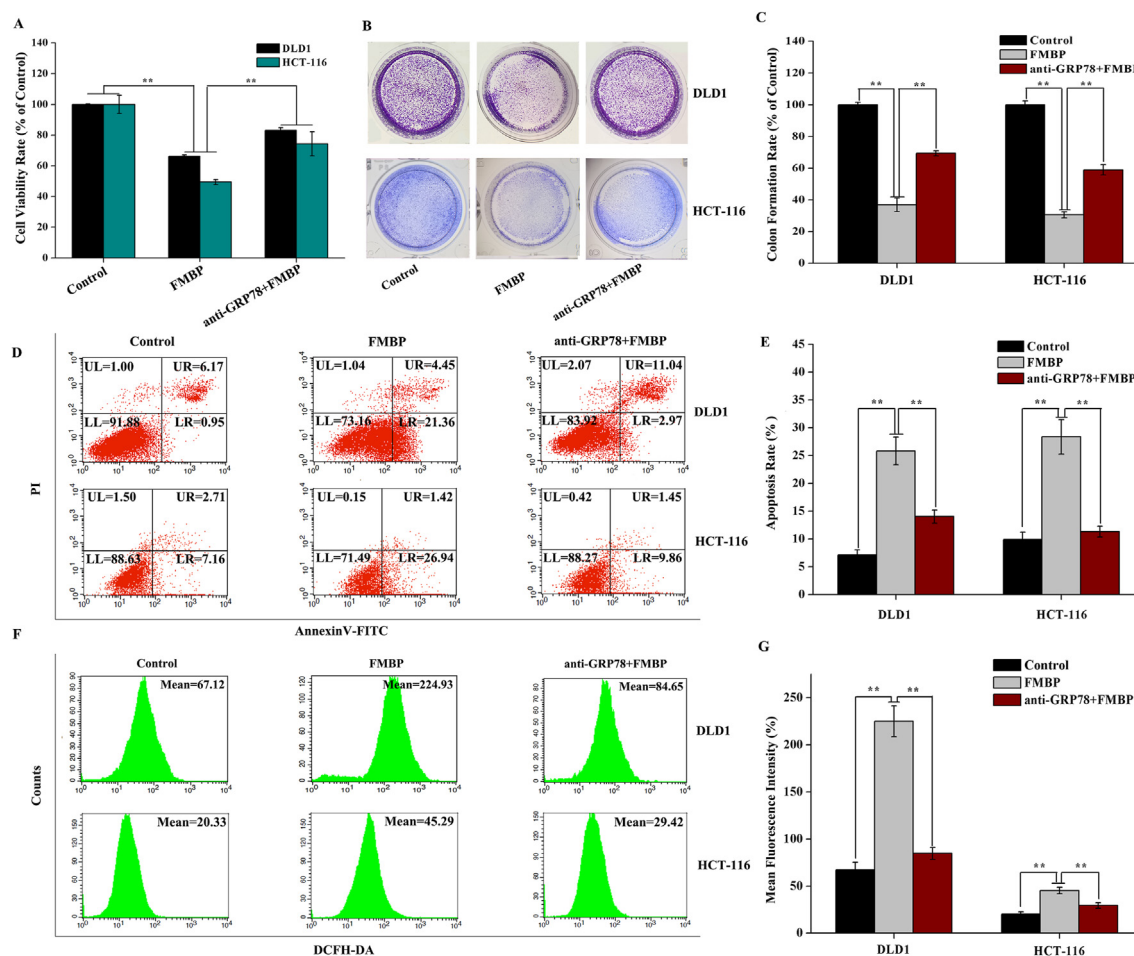 A
Cell Viability Rate (% of Control)
140
120
100
80
60
40
20
0
DLD1
HCT-116
**
**
Control
FMBP
anti-GRP78+FMBP
B
DLD1
HCT-116
Control
FMBP
anti-GRP78+FMBP
C
Colon Formation Rate (% of Control)
140
120
100
80
60
40
20
0
Control
FMBP
anti-GRP78+FMBP
** ** ** **
DLD1 HCT-116
D
Control FMBP anti-GRP78+FMBP
PI
UL=1.00 UR=6.17
LL=91.88 LR=0.95
UL=1.04 UR=4.45
LL=73.16 LR=21.36
UL=2.07 UR=11.04
LL=83.92 LR=2.97
DLD1
UL=1.50 UR=2.71
LL=88.63 LR=7.16
UL=0.15 UR=1.42
LL=71.49 LR=26.94
UL=0.42 UR=1.45
LL=88.27 LR=9.86
HCT-116
AnnexinV-FITC
E
Apoptosis Rate (%)
45
40
35
30
25
20
15
10
5
0
Control
FMBP
anti-GRP78+FMBP
** ** ** **
DLD1 HCT-116
F
Control FMBP anti-GRP78+FMBP
Counts
Mean=67.12
Mean=224.93
Mean=84.65
DLD1
Mean=20.33
Mean=45.29
Mean=29.42
HCT-116
DCFH-DA
G
Mean Fluorescence Intensity (%)
250
200
150
100
50
0
Control
FMBP
anti-GRP78+FMBP
** ** ** **
DLD1 HCT-116